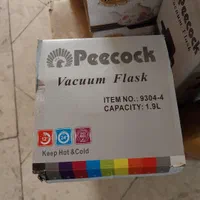 Peecock
Vacuum Flask
ITEM NO.: 9304-4
CAPACITY: 1.9L
Keep Hot & Cold